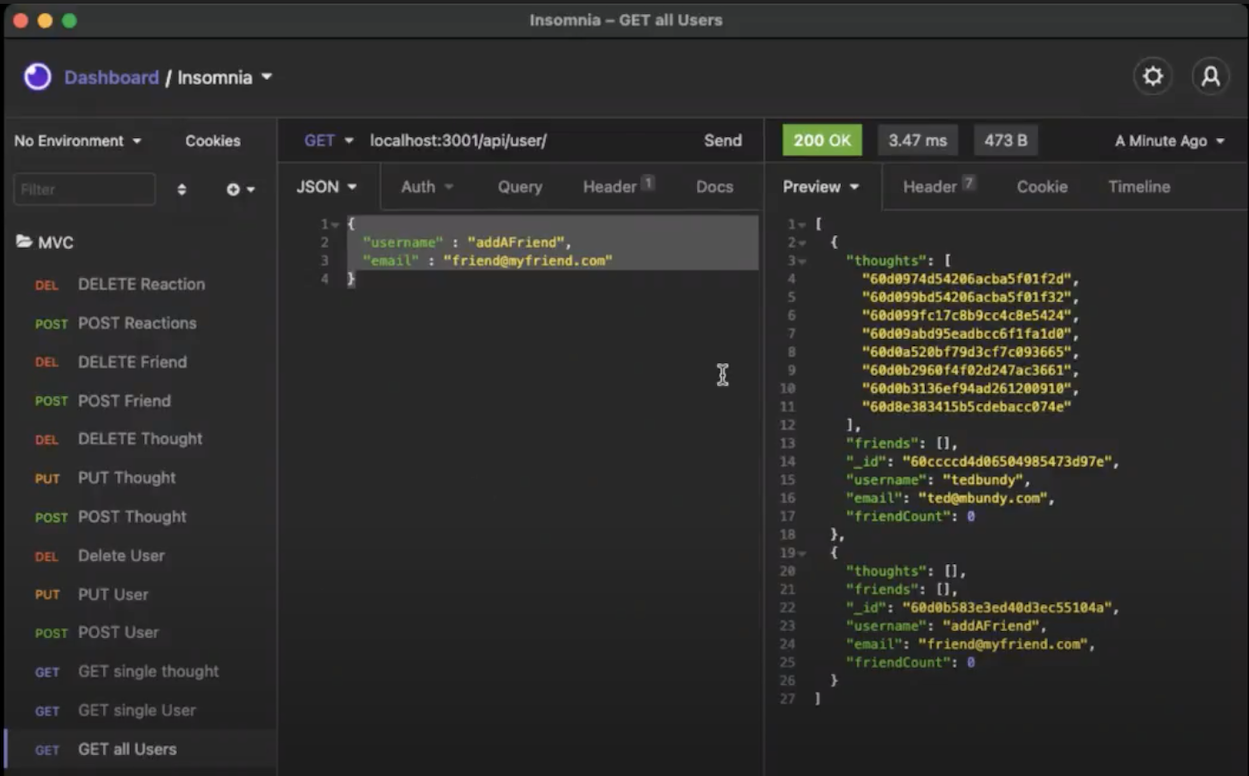 Insomnia – GET all Users
Dashboard / Insomnia
No Environment Cookies
Filter
MVC
DEL DELETE Reaction
POST POST Reactions
DEL DELETE Friend
POST POST Friend
DEL DELETE Thought
PUT PUT Thought
POST POST Thought
DEL Delete User
PUT PUT User
POST POST User
GET GET single thought
GET GET single User
GET GET all Users
GET localhost:3001/api/user/ Send
JSON Auth Query Header 1 Docs
1 {
2 "username" : "addAFriend",
3 "email" : "friend@myfriend.com"
4 }
200 OK 3.47 ms 473 B A Minute Ago
Preview Header 7 Cookie Timeline
1 [
2 {
3 "thoughts": [
4 "60d0974d54206acba5f01f2d",
5 "60d099bd54206acba5f01f32",
6 "60d099fc17c8b9cc4c8e5424",
7 "60d09abd95eadbcc6f1fa1d0",
8 "60d0a520bf79d3cf7c093665",
9 "60d0b2960f4f02d247ac3661",
10 "60d0b3136ef94ad261200910",
11 "60d8e383415b5cdebacc074e"
12 ],
13 "friends": [],
14 "_id": "60ccccd4d06504985473d97e",
15 "username": "tedbundy",
16 "email": "ted@mbundy.com",
17 "friendCount": 0
18 },
19 {
20 "thoughts": [],
21 "friends": [],
22 "_id": "60d0b583e3ed40d3ec55104a",
23 "username": "addAFriend",
24 "email": "friend@myfriend.com",
25 "friendCount": 0
26 }
27 ]